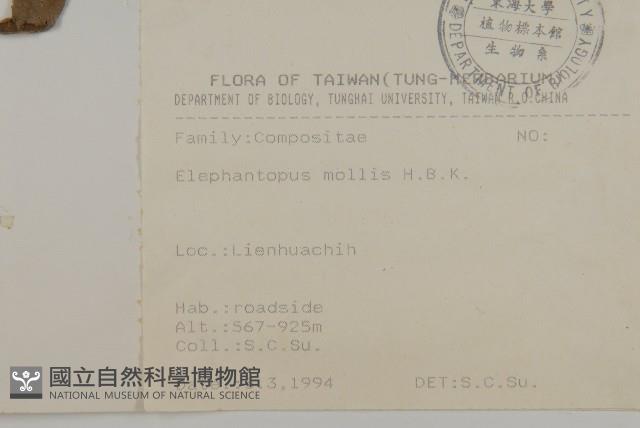 東海大學
植物標本館
生物系
DEPARTMENT OF BIOLOGY
FLORA OF TAIWAN(TUNG-HERBARIUM)
DEPARTMENT OF BIOLOGY, TUNGHAI UNIVERSITY, TAIWAN R.O.CHINA
Family:Compositae NO:
Elephantopus mollis H.B.K.
Loc.:Lienhuachih
Hab.:roadside
Alt.:567-925m
Coll.:S.C.Su.
3,1994 DET:S.C.Su.
國立自然科學博物館
NATIONAL MUSEUM OF NATURAL SCIENCE